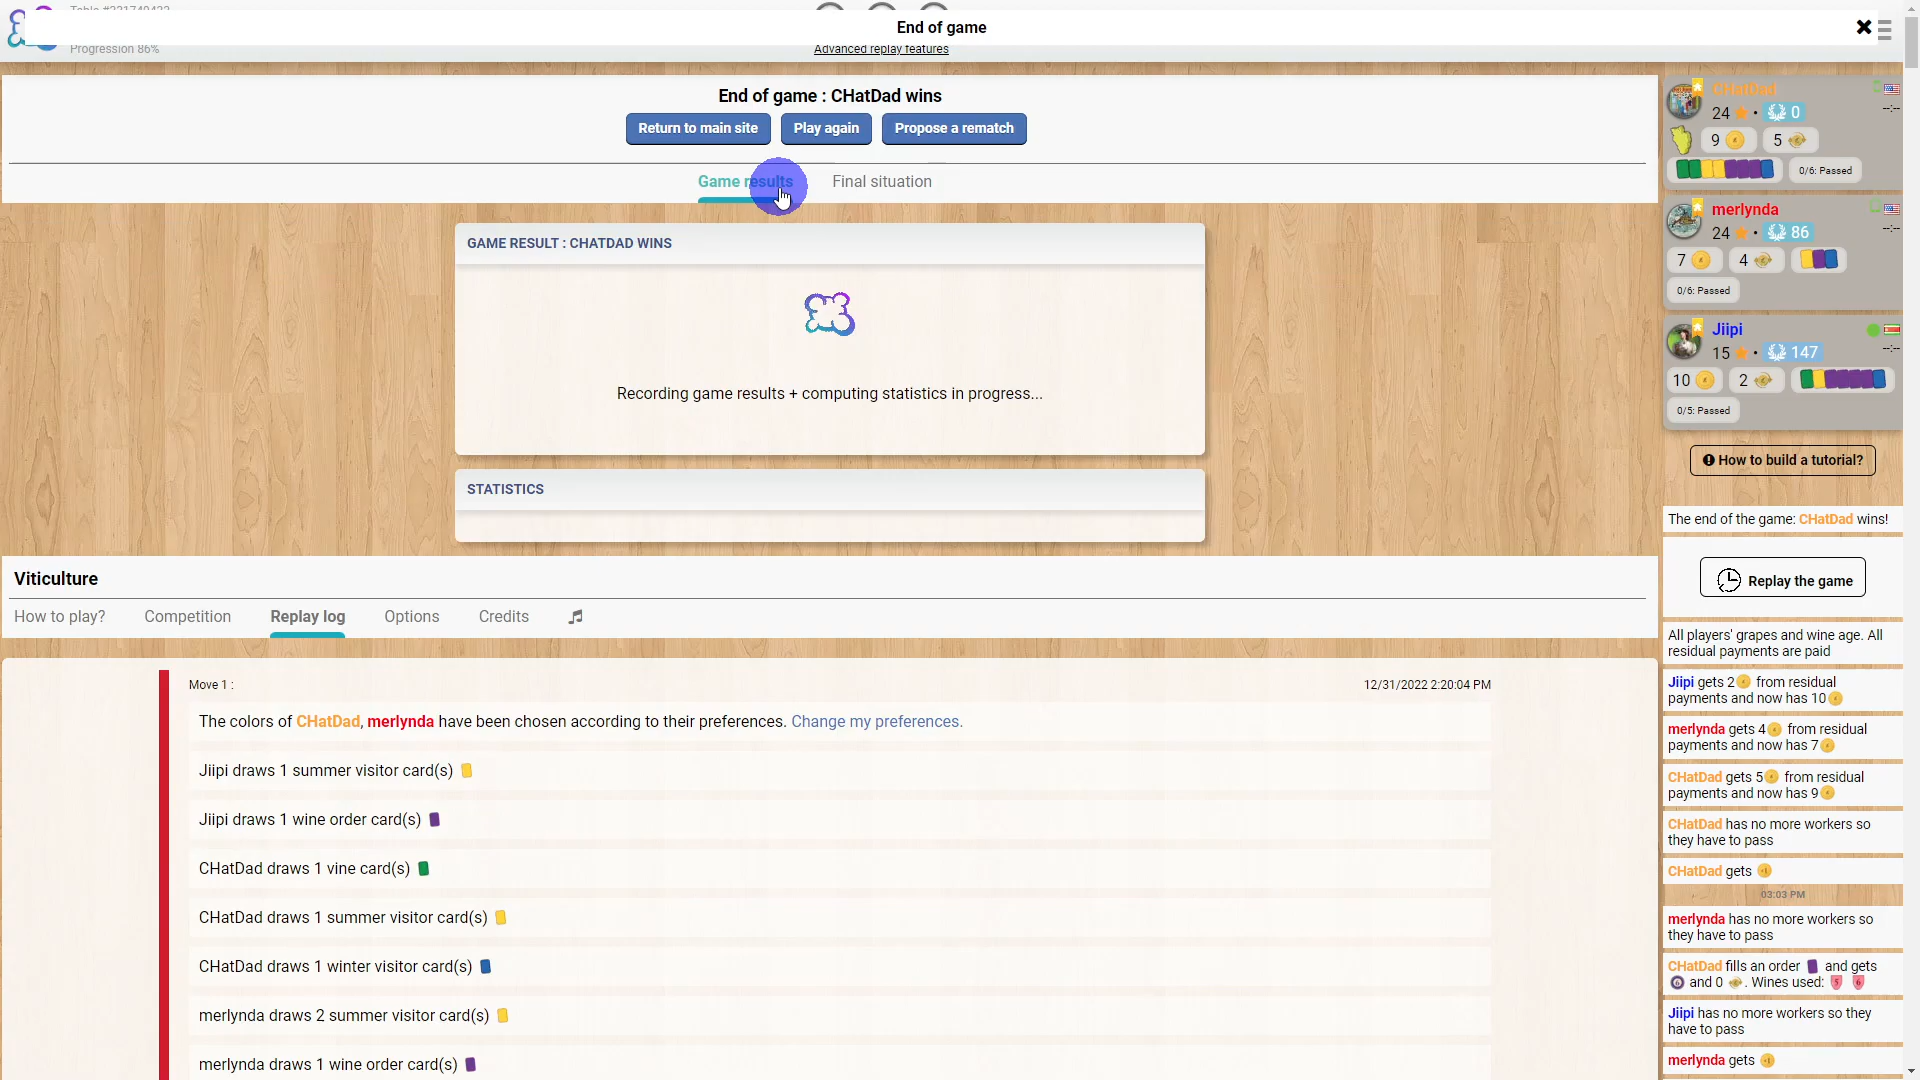 End of game
Progression 86%
Advanced replay features
End of game : CHatDad wins
Return to main site
Play again
Propose a rematch
Game results
Final situation
GAME RESULT : CHATDAD WINS
Recording game results + computing statistics in progress...
STATISTICS
Viticulture
How to play?
Competition
Replay log
Options
Credits
Move 1 :
12/31/2022 2:20:04 PM
The colors of CHatDad, merlynda have been chosen according to their preferences. Change my preferences.
Jiipi draws 1 summer visitor card(s)
Jiipi draws 1 wine order card(s)
CHatDad draws 1 vine card(s)
CHatDad draws 1 summer visitor card(s)
CHatDad draws 1 winter visitor card(s)
merlynda draws 2 summer visitor card(s)
merlynda draws 1 wine order card(s)
CHatDad
24 • 0
9 5
0/6: Passed
--:--
merlynda
24 • 86
7 4
0/6: Passed
--:--
Jiipi
15 • 147
10 2
0/5: Passed
--:--
How to build a tutorial?
The end of the game: CHatDad wins!
Replay the game
All players' grapes and wine age. All
residual payments are paid
Jiipi gets 2 from residual
payments and now has 10
merlynda gets 4 from residual
payments and now has 7
CHatDad gets 5 from residual
payments and now has 9
CHatDad has no more workers so
they have to pass
CHatDad gets
03:03 PM
merlynda has no more workers so
they have to pass
CHatDad fills an order and gets
6 and 0 . Wines used: 5 6
Jiipi has no more workers so they
have to pass
merlynda gets